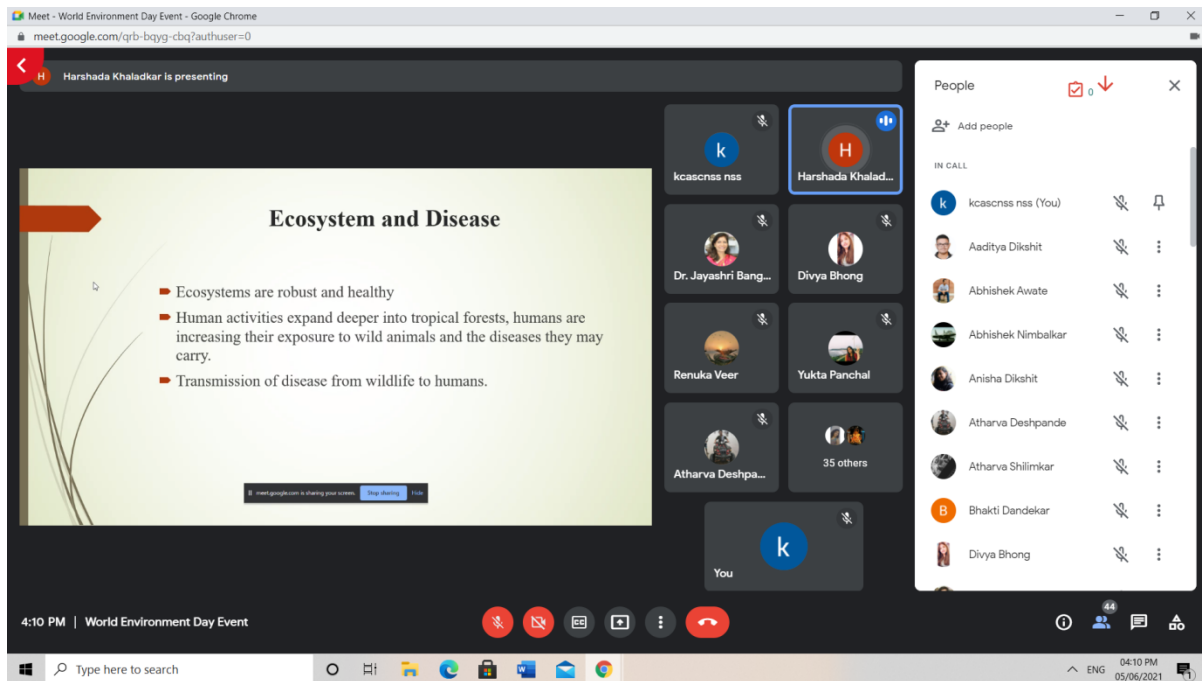 Meet - World Environment Day Event - Google Chrome
meet.google.com/qrb-bqyg-cbq?authuser=0
H
Harshada Khaladkar is presenting
Ecosystem and Disease
Ecosystems are robust and healthy
Human activities expand deeper into tropical forests, humans are
increasing their exposure to wild animals and the diseases they may
carry.
Transmission of disease from wildlife to humans.
meet.google.com is sharing your screen.
Stop sharing
Hide
k
kcascnss nss
H
Harshada Khalad...
Dr. Jayashri Bang...
Divya Bhong
Renuka Veer
Yukta Panchal
Atharva Deshpa...
35 others
k
You
People
0
Add people
IN CALL
k
kcascnss nss (You)
Aaditya Dikshit
Abhishek Awate
Abhishek Nimbalkar
Anisha Dikshit
Atharva Deshpande
Atharva Shilimkar
B
Bhakti Dandekar
Divya Bhong
4:10 PM | World Environment Day Event
CC
44
Type here to search
ENG
04:10 PM
05/06/2021
1